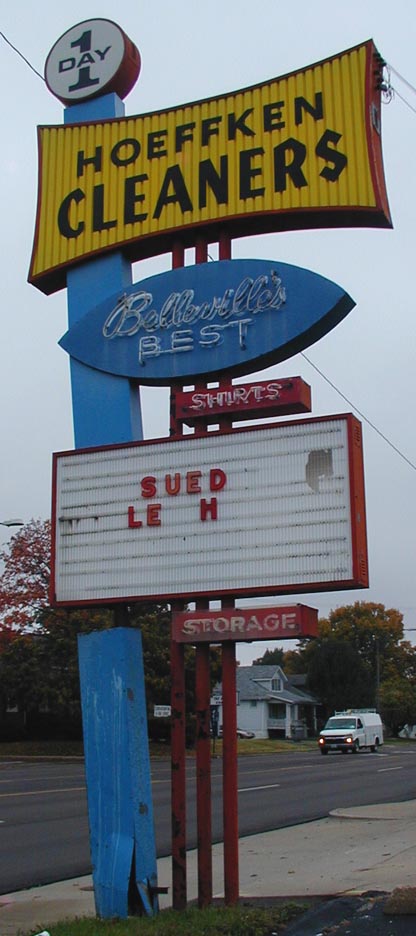 1
DAY
HOEFFKEN
CLEANERS
Belleville's
BEST
SHIRTS
SUED
LE H
STORAGE